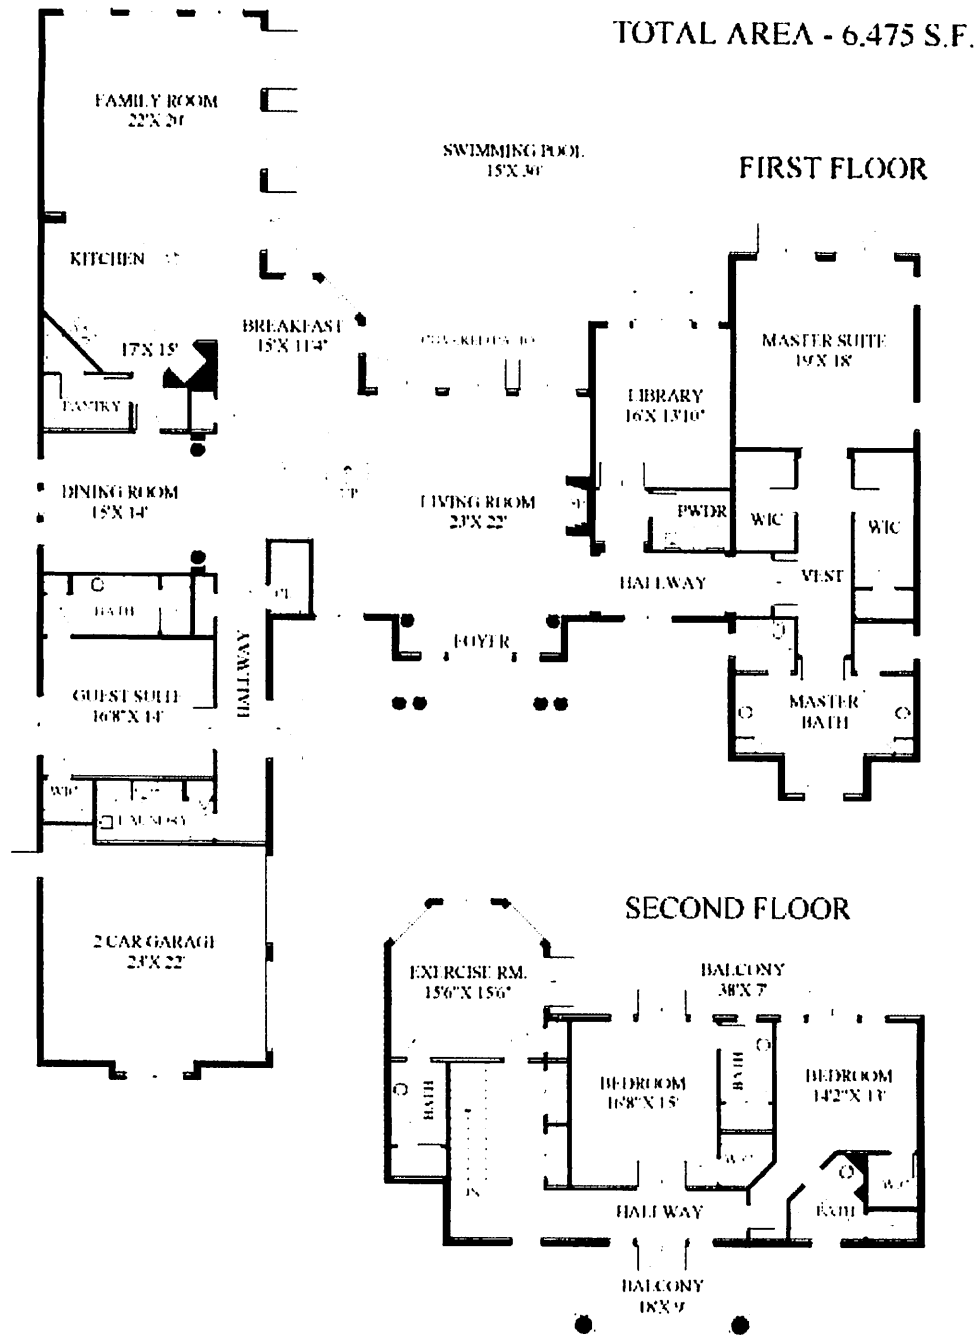 TOTAL AREA - 6.475 S.F.
FAMILY ROOM
22'X 20'
SWIMMING POOL
15'X 30'
FIRST FLOOR
KITCHEN
17'X 15'
BREAKFAST
15'X 11'4"
MASTER SUITE
19'X 18'
LIBRARY
16'X 13'10"
PANTRY
DINING ROOM
15'X 14'
UP
LIVING ROOM
23'X 22'
PWDR
WIC
WIC
HALLWAY
VEST
BATH
FOYER
HALLWAY
GUEST SUITE
16'8"X 14'
MASTER
BATH
WIC
LAUNDRY
2 CAR GARAGE
23'X 22'
SECOND FLOOR
EXERCISE RM.
15'6"X 15'6"
BALCONY
38'X 7'
BATH
BEDROOM
16'8"X 15'
BATH
BEDROOM
14'2"X 13'
HALLWAY
BATH
BALCONY
18'X 9'